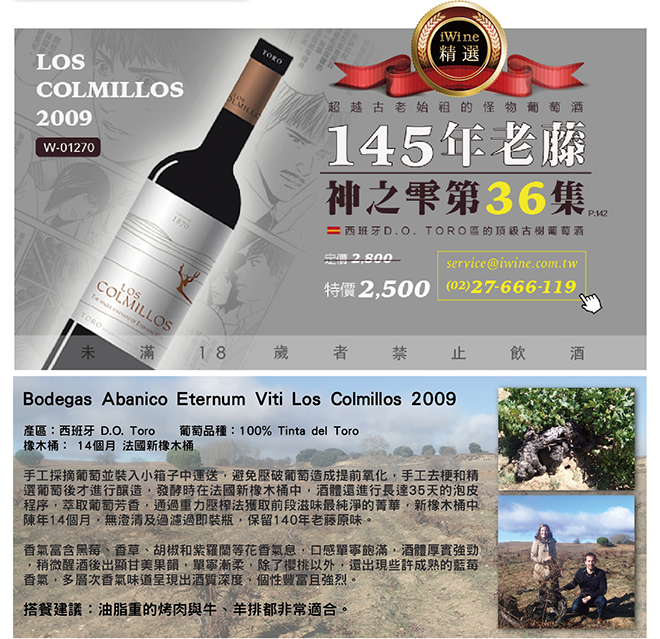 iWine
精選
LOS
COLMILLOS
2009
W-01270
超越古老始祖的怪物葡萄酒
145年老藤
神之雫第36集 P.142
西班牙D.O. TORO區的頂級古樹葡萄酒
定價 2,800
特價 2,500
service@iwine.com.tw
(02)27-666-119
TORO
LOS
COLMILLOS
1870
LOS
COLMILLOS
TORO
未滿18歲者禁止飲酒
Bodegas Abanico Eternum Viti Los Colmillos 2009
產區：西班牙 D.O. Toro 葡萄品種：100% Tinta del Toro
橡木桶： 14個月 法國新橡木桶
手工採摘葡萄並裝入小箱子中運送，避免壓破葡萄造成提前氧化，手工去梗和精
選葡萄後才進行釀造，發酵時在法國新橡木桶中，酒體還進行長達35天的泡皮
程序，萃取葡萄芳香，通過重力壓榨法獲取前段滋味最純淨的菁華，新橡木桶中
陳年14個月，無澄清及過濾過即裝瓶，保留140年老藤原味。
香氣富含黑莓、香草、胡椒和紫羅蘭等花香氣息，口感單寧飽滿，酒體厚實強勁
，稍微醒酒後出顯甘美果韻，單寧漸柔，除了櫻桃以外，還出現些許成熟的藍莓
香氣，多層次香氣味道呈現出酒質深度，個性豐富且強烈。
搭餐建議：油脂重的烤肉與牛、羊排都非常適合。